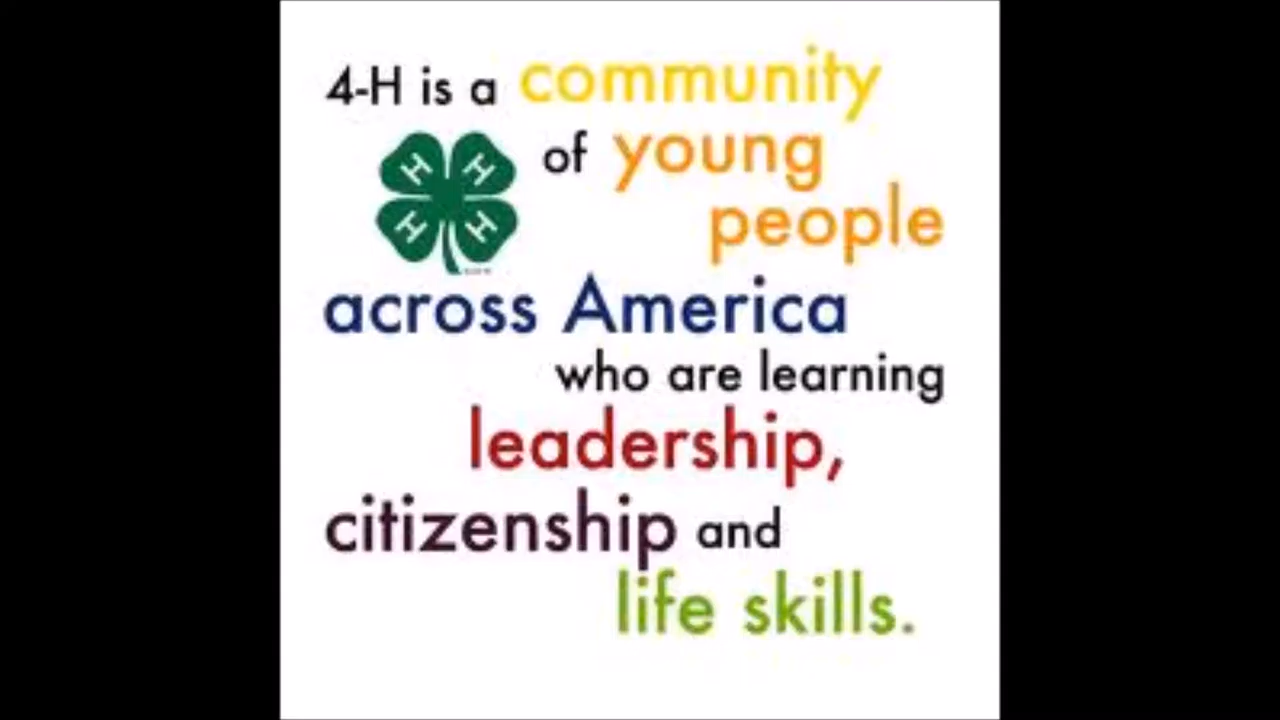 4-H is a community
of young
people
H H
H H
across America
who are learning
leadership,
citizenship and
life skills.